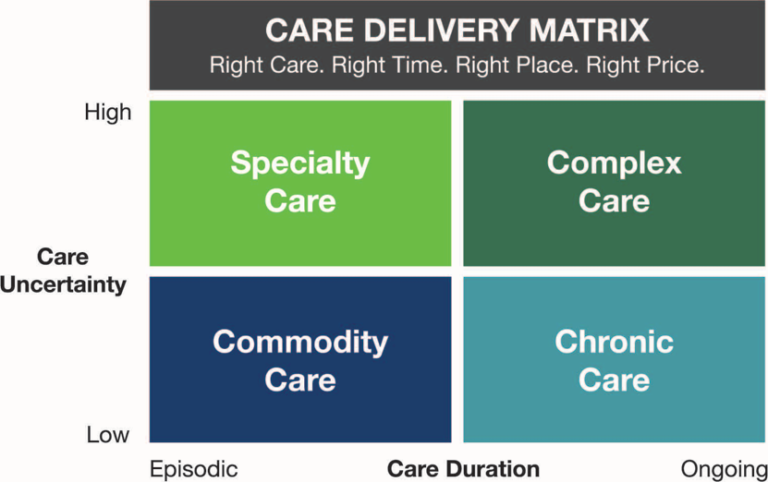 CARE DELIVERY MATRIX
Right Care. Right Time. Right Place. Right Price.
High
Specialty
Care
Complex
Care
Care
Uncertainty
Commodity
Care
Chronic
Care
Low
Episodic
Care Duration
Ongoing